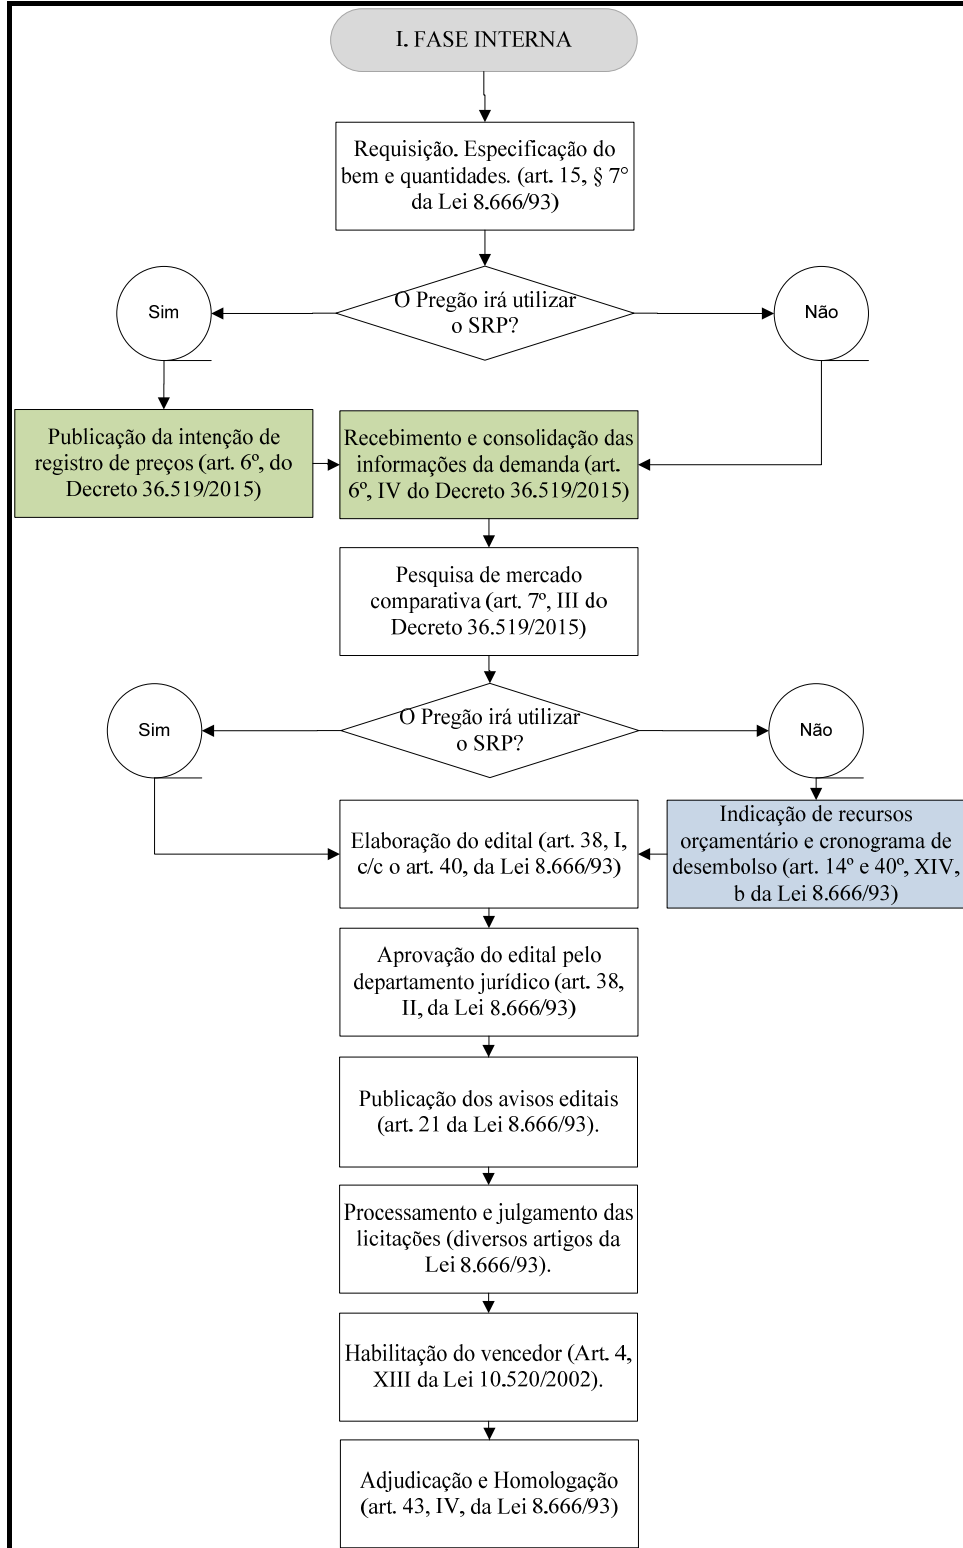 I. FASE INTERNA
Requisição. Especificação do
bem e quantidades. (art. 15, § 7°
da Lei 8.666/93)
O Pregão irá utilizar
o SRP?
Sim
Não
Publicação da intenção de
registro de preços (art. 6º, do
Decreto 36.519/2015)
Recebimento e consolidação das
informações da demanda (art.
6º, IV do Decreto 36.519/2015)
Pesquisa de mercado
comparativa (art. 7º, III do
Decreto 36.519/2015)
O Pregão irá utilizar
o SRP?
Sim
Não
Elaboração do edital (art. 38, I,
c/c o art. 40, da Lei 8.666/93)
Indicação de recursos
orçamentário e cronograma de
desembolso (art. 14º e 40º, XIV,
b da Lei 8.666/93)
Aprovação do edital pelo
departamento jurídico (art. 38,
II, da Lei 8.666/93)
Publicação dos avisos editais
(art. 21 da Lei 8.666/93).
Processamento e julgamento das
licitações (diversos artigos da
Lei 8.666/93).
Habilitação do vencedor (Art. 4,
XIII da Lei 10.520/2002).
Adjudicação e Homologação
(art. 43, IV, da Lei 8.666/93)